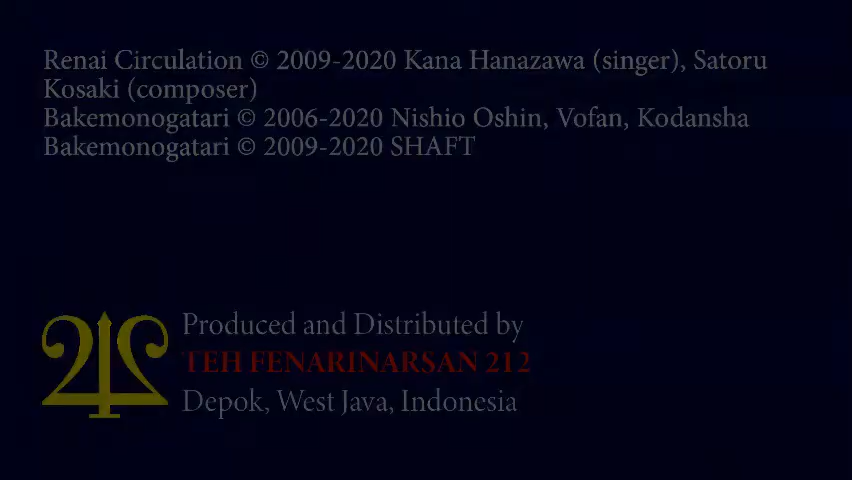 Renai Circulation © 2009-2020 Kana Hanazawa (singer), Satoru
Kosaki (composer)
Bakemonogatari © 2006-2020 Nishio Oshin, Vofan, Kodansha
Bakemonogatari © 2009-2020 SHAFT
212
Produced and Distributed by
TEH FENARINARSAN 212
Depok, West Java, Indonesia